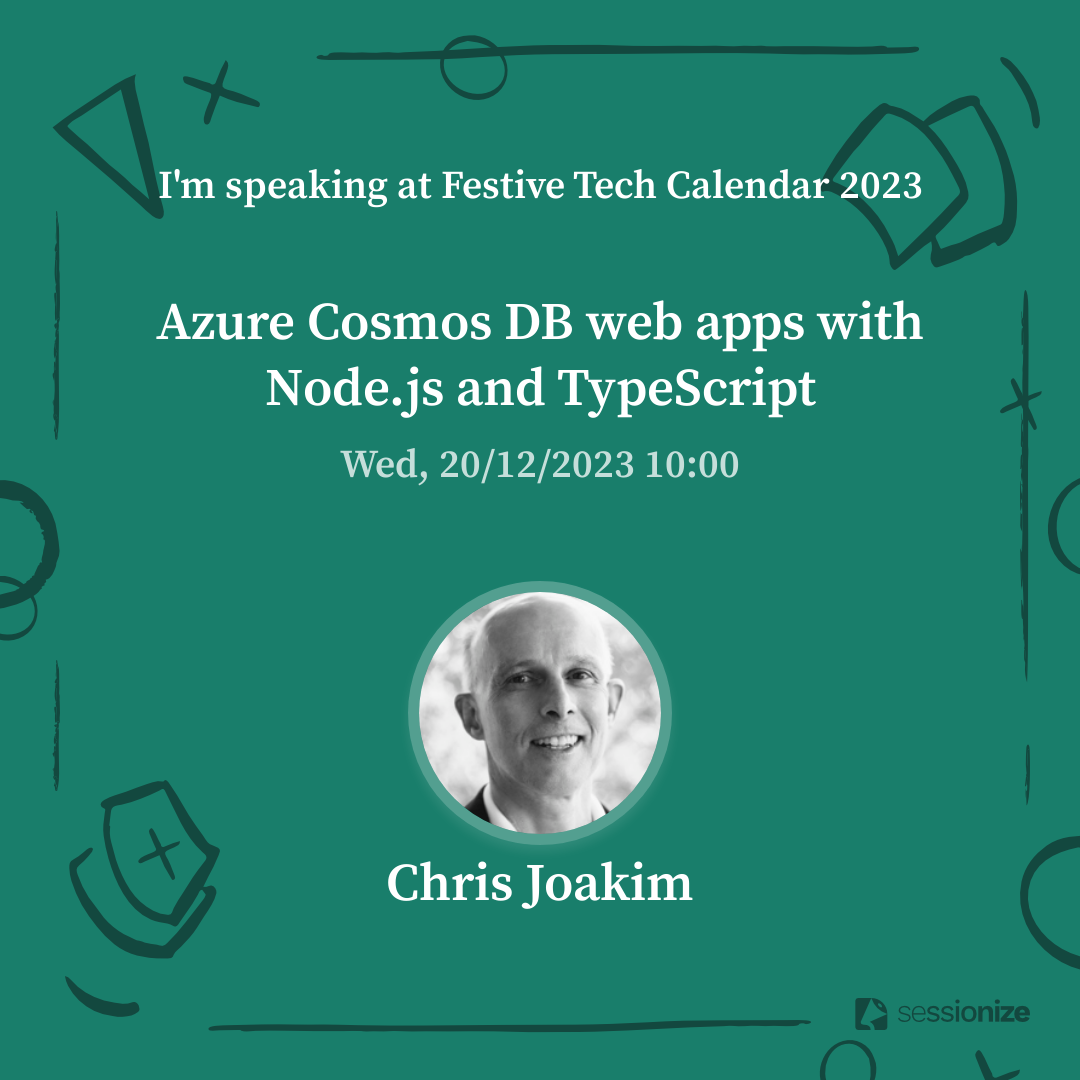 I'm speaking at Festive Tech Calendar 2023
Azure Cosmos DB web apps with
Node.js and TypeScript
Wed, 20/12/2023 10:00
Chris Joakim
sessionize